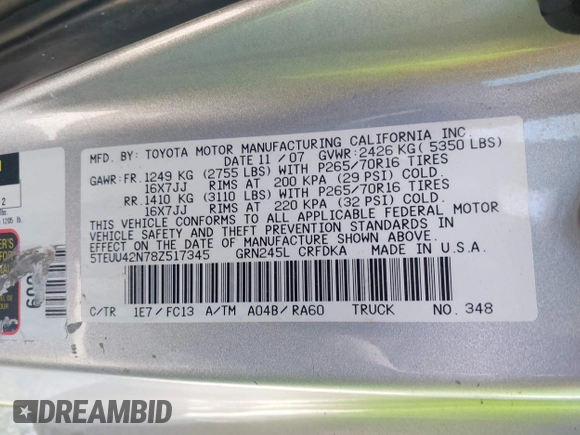 MFD. BY: TOYOTA MOTOR MANUFACTURING CALIFORNIA INC.
DATE 11 / 07 GVWR: 2426 KG( 5350 LBS)
GAWR: FR. 1249 KG (2755 LBS) WITH P265/70R16 TIRES
16X7JJ RIMS AT 200 KPA (29 PSI) COLD.
RR. 1410 KG (3110 LBS) WITH P265/70R16 TIRES
16X7JJ RIMS AT 220 KPA (32 PSI) COLD.
THIS VEHICLE CONFORMS TO ALL APPLICABLE FEDERAL MOTOR
VEHICLE SAFETY AND THEFT PREVENTION STANDARDS IN
EFFECT ON THE DATE OF MANUFACTURE SHOWN ABOVE.
5TEUU42N78Z517345 GRN245L CRFDKA MADE IN U.S.A.
C/TR 1E7/FC13 A/TM A04B/RA60 TRUCK NO. 348
DREAMBID